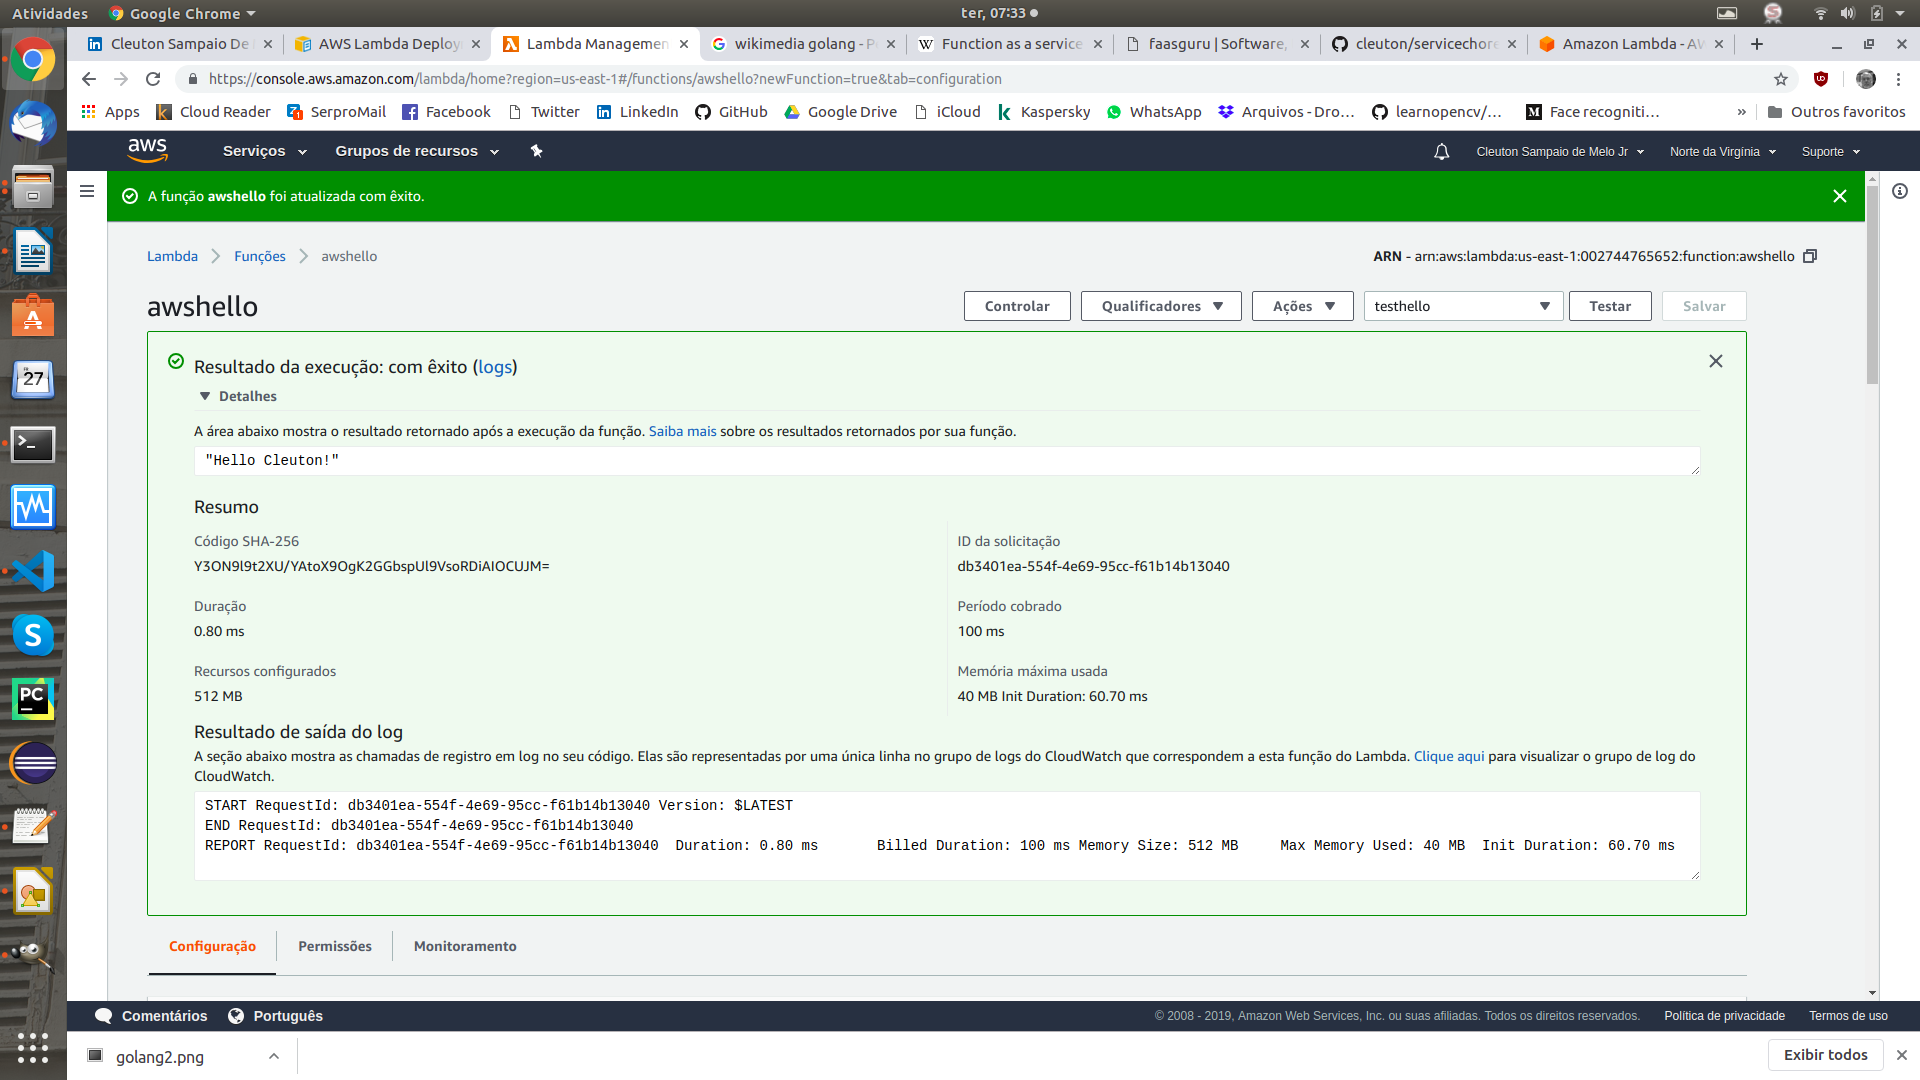 Atividades Google Chrome ter, 07:33
Cleuton Sampaio De
AWS Lambda Deploy
Lambda Managemen
wikimedia golang - P
Function as a service
faasguru | Software,
cleuton/servicechore
Amazon Lambda - AW
https://console.aws.amazon.com/lambda/home?region=us-east-1#/functions/awshello?newFunction=true&tab=configuration
Apps Cloud Reader SerproMail Facebook Twitter LinkedIn GitHub Google Drive iCloud Kaspersky WhatsApp Arquivos - Dro… learnopencv/… Face recogniti… » Outros favoritos
aws Serviços Grupos de recursos Cleuton Sampaio de Melo Jr Norte da Virgínia Suporte
A função awshello foi atualizada com êxito.
Lambda Funções awshello ARN - arn:aws:lambda:us-east-1:002744765652:function:awshello
awshello Controlar Qualificadores Ações testhello Testar Salvar
Resultado da execução: com êxito (logs)
Detalhes
A área abaixo mostra o resultado retornado após a execução da função. Saiba mais sobre os resultados retornados por sua função.
"Hello Cleuton!"
Resumo
Código SHA-256
Y3ON9l9t2XU/YAtoX9OgK2GGbspUl9VsoRDiAIOCUJM=
ID da solicitação
db3401ea-554f-4e69-95cc-f61b14b13040
Duração
0.80 ms
Período cobrado
100 ms
Recursos configurados
512 MB
Memória máxima usada
40 MB Init Duration: 60.70 ms
Resultado de saída do log
A seção abaixo mostra as chamadas de registro em log no seu código. Elas são representadas por uma única linha no grupo de logs do CloudWatch que correspondem a esta função do Lambda. Clique aqui para visualizar o grupo de log do
CloudWatch.
START RequestId: db3401ea-554f-4e69-95cc-f61b14b13040 Version: $LATEST
END RequestId: db3401ea-554f-4e69-95cc-f61b14b13040
REPORT RequestId: db3401ea-554f-4e69-95cc-f61b14b13040 Duration: 0.80 ms Billed Duration: 100 ms Memory Size: 512 MB Max Memory Used: 40 MB Init Duration: 60.70 ms
Configuração Permissões Monitoramento
Comentários Português © 2008 - 2019, Amazon Web Services, Inc. ou suas afiliadas. Todos os direitos reservados. Política de privacidade Termos de uso
golang2.png Exibir todos
27
PC